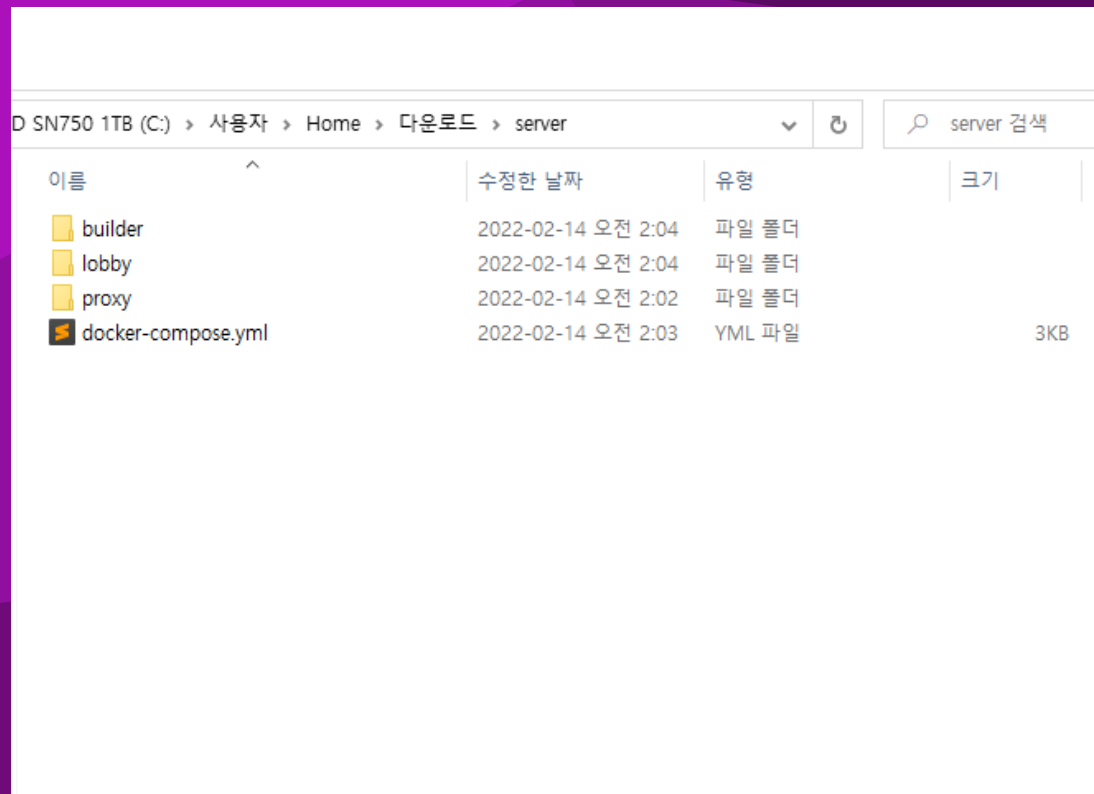 D SN750 1TB (C:) > 사용자 > Home > 다운로드 > server
server 검색
이름 수정한 날짜 유형 크기
builder 2022-02-14 오전 2:04 파일 폴더
lobby 2022-02-14 오전 2:04 파일 폴더
proxy 2022-02-14 오전 2:02 파일 폴더
docker-compose.yml 2022-02-14 오전 2:03 YML 파일 3KB